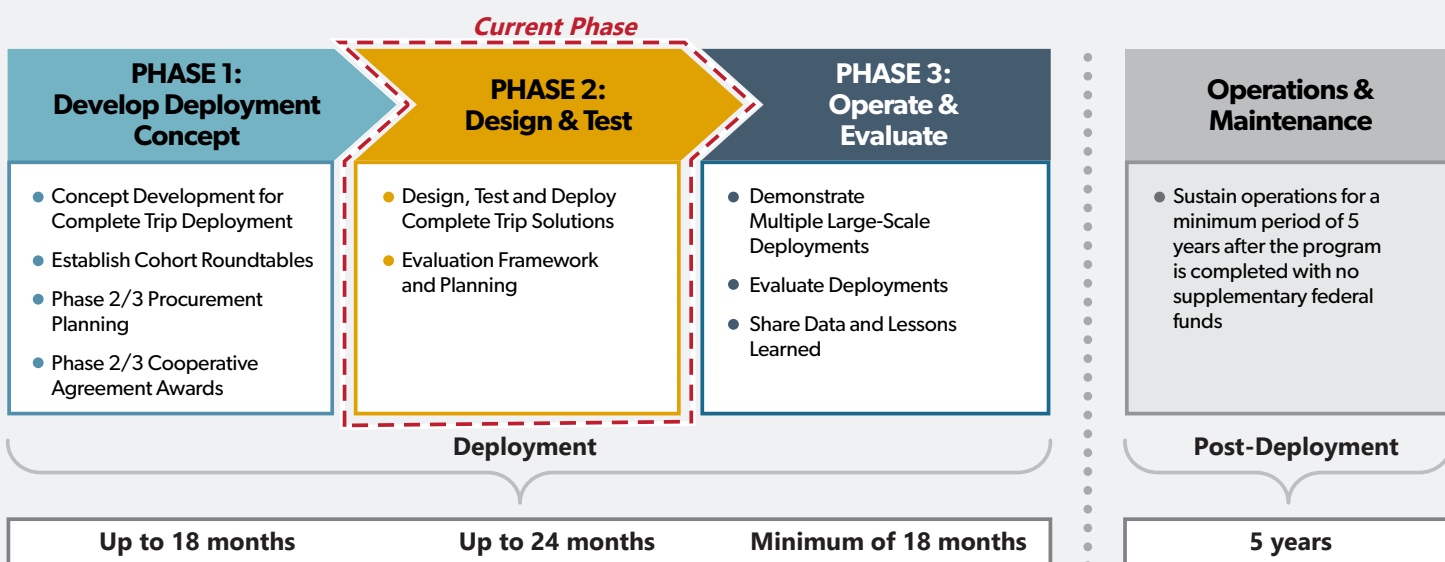 Current Phase
PHASE 1:
Develop Deployment
Concept
PHASE 2:
Design & Test
PHASE 3:
Operate &
Evaluate
Operations &
Maintenance
Concept Development for
Complete Trip Deployment
Establish Cohort Roundtables
Phase 2/3 Procurement
Planning
Phase 2/3 Cooperative
Agreement Awards
Design, Test and Deploy
Complete Trip Solutions
Evaluation Framework
and Planning
Demonstrate
Multiple Large-Scale
Deployments
Evaluate Deployments
Share Data and Lessons
Learned
Sustain operations for a
minimum period of 5
years after the program
is completed with no
supplementary federal
funds
Deployment
Post-Deployment
Up to 18 months
Up to 24 months
Minimum of 18 months
5 years